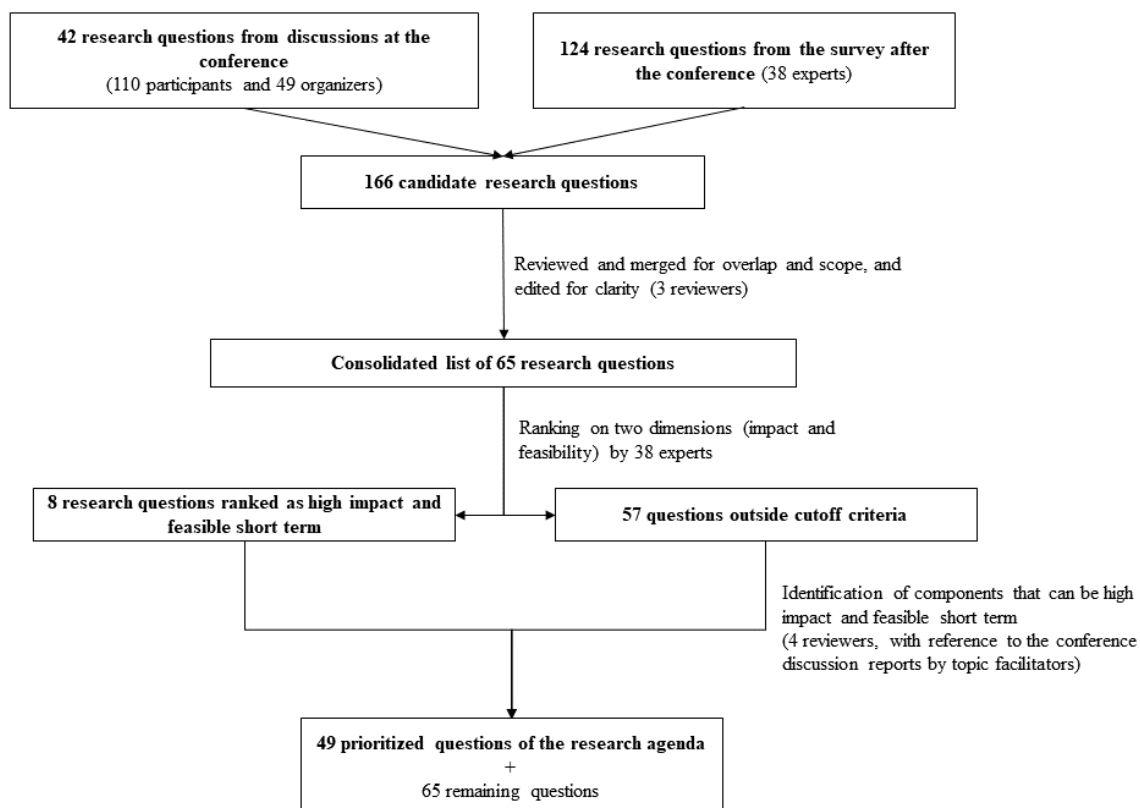 42 research questions from discussions at the
conference
(110 participants and 49 organizers)
124 research questions from the survey after
the conference (38 experts)
166 candidate research questions
Reviewed and merged for overlap and scope, and
edited for clarity (3 reviewers)
Consolidated list of 65 research questions
Ranking on two dimensions (impact and
feasibility) by 38 experts
8 research questions ranked as high impact and
feasible short term
57 questions outside cutoff criteria
Identification of components that can be high
impact and feasible short term
(4 reviewers, with reference to the conference
discussion reports by topic facilitators)
49 prioritized questions of the research agenda
+
65 remaining questions